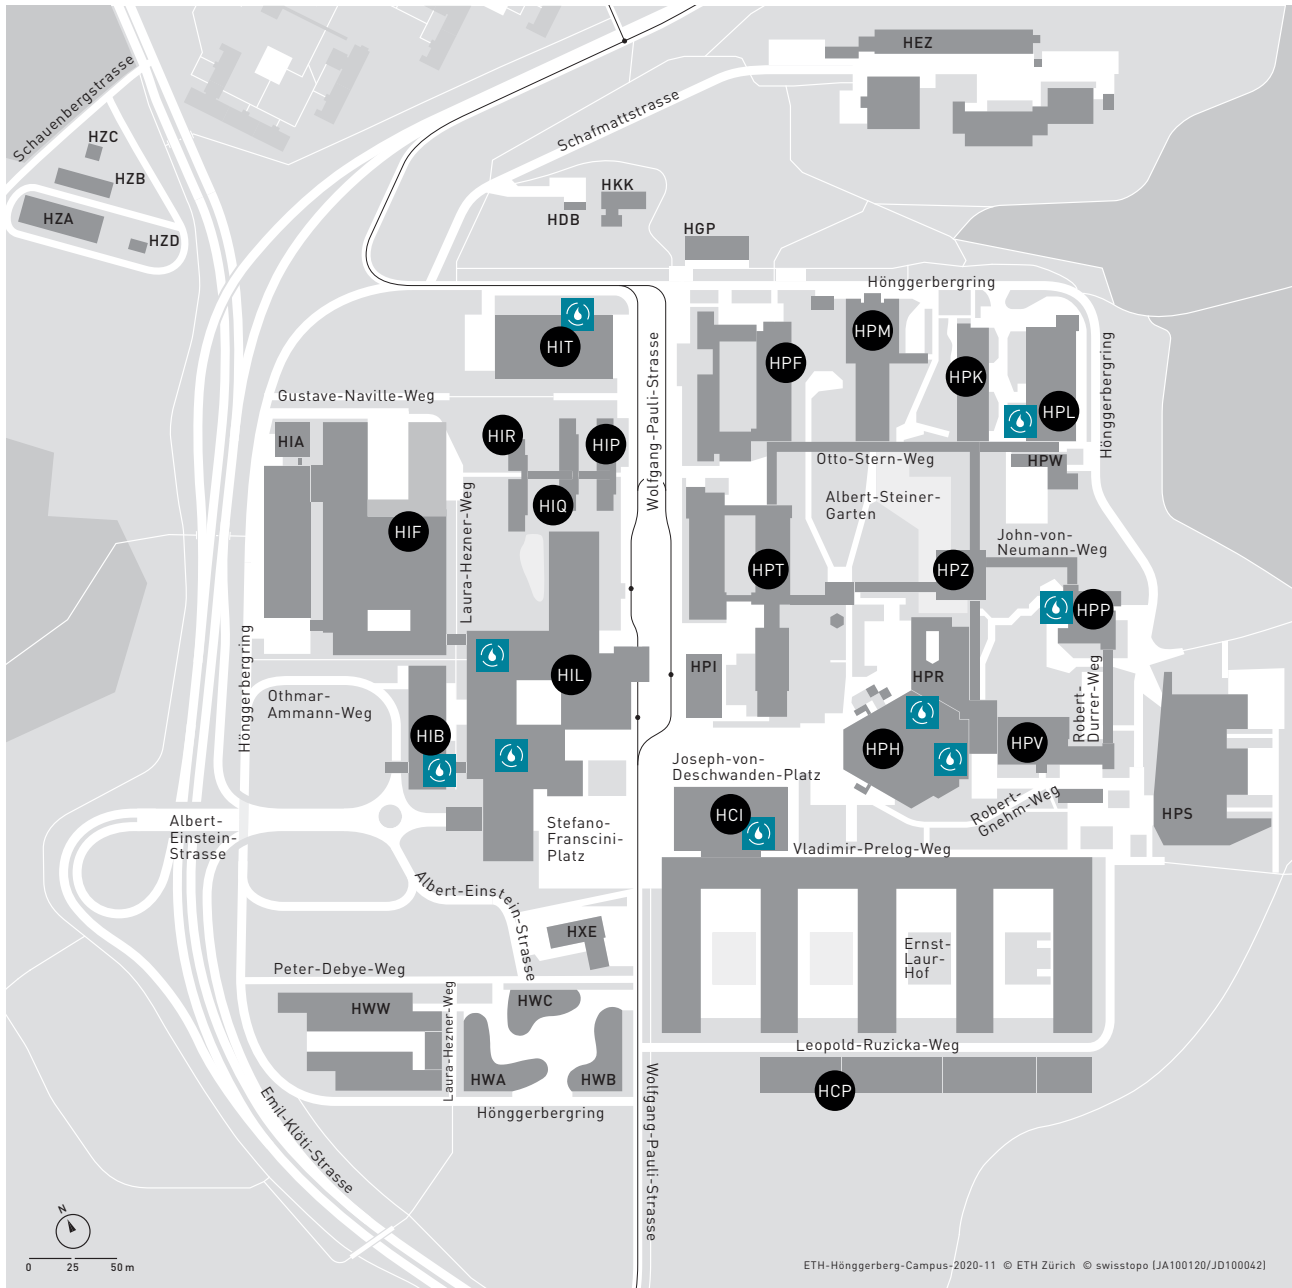 HEZ
Schauenbergstrasse
Schafmattstrasse
HZC
HZB
HKK
HZA
HDB
HZD
HGP
Hönggerbergring
HIT
HPM
HPF
HPK
Wolfgang-Pauli-Strasse
Hönggerbergring
Gustave-Naville-Weg
HPL
HIR
HIA
HIP
Otto-Stern-Weg
HPW
Albert-Steiner-
Garten
HIQ
HIF
Laura-Hezner-Weg
John-von-
Neumann-Weg
HPT
HPZ
HPP
HIL
HPI
HPR
Hönggerbergring
Othmar-
Ammann-Weg
Robert-
Durrer-Weg
HIB
HPH
HPV
Joseph-von-
Deschwanden-Platz
Robert-
Gnehm-Weg
HPS
HCI
Albert-
Einstein-
Strasse
Stefano-
Franscini-
Platz
Vladimir-Prelog-Weg
Albert-Einstein-Strasse
HXE
Ernst-
Laur-
Hof
Peter-Debye-Weg
HWW
HWC
Laura-Hezner-Weg
Leopold-Ruzicka-Weg
HWA
HWB
HCP
Hönggerbergring
Emil-Klöti-Strasse
Wolfgang-Pauli-Strasse
N
0 25 50 m
ETH-Hönggerberg-Campus-2020-11 © ETH Zürich © swisstopo (JA100120/JD100042)